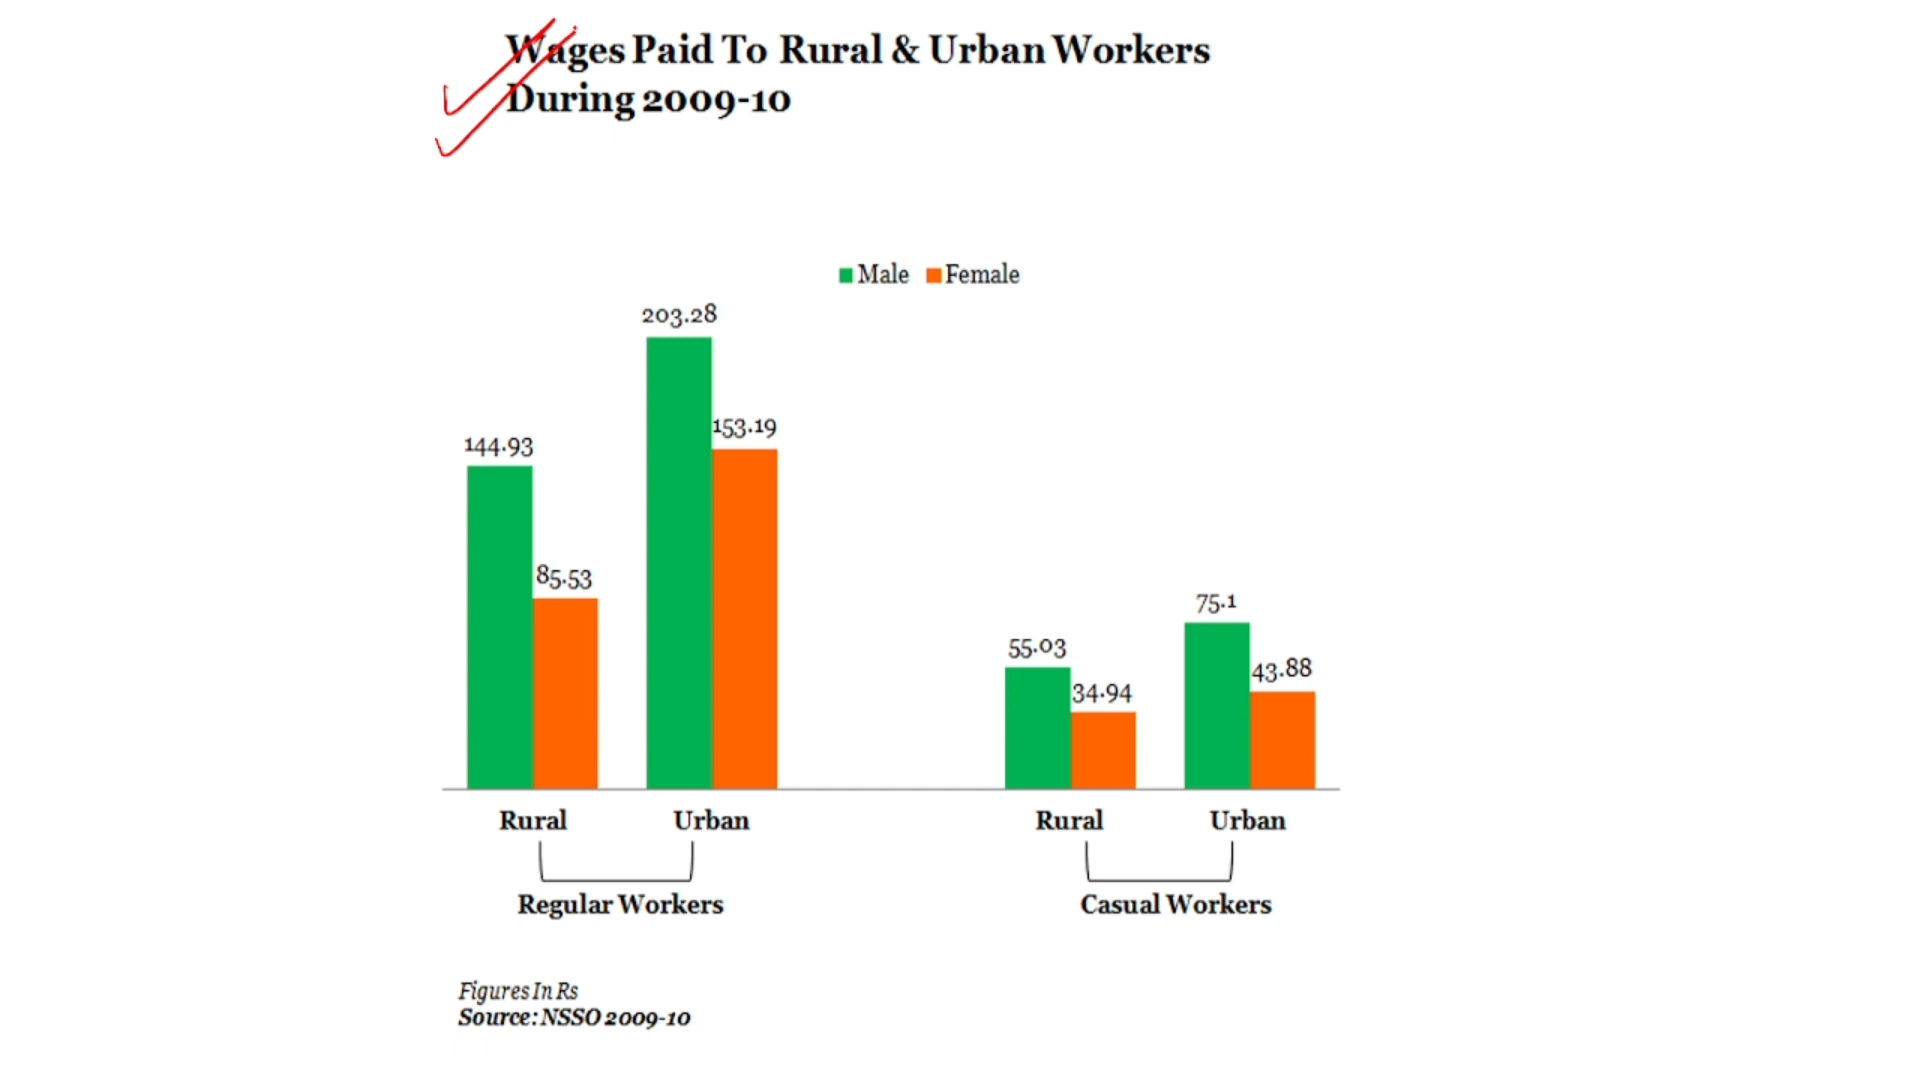 Wages Paid To Rural & Urban Workers
During 2009-10
Male Female
203.28
153.19
144.93
85.53
75.1
55.03
43.88
34.94
Rural Urban Rural Urban
Regular Workers Casual Workers
Figures In Rs
Source: NSSO 2009-10